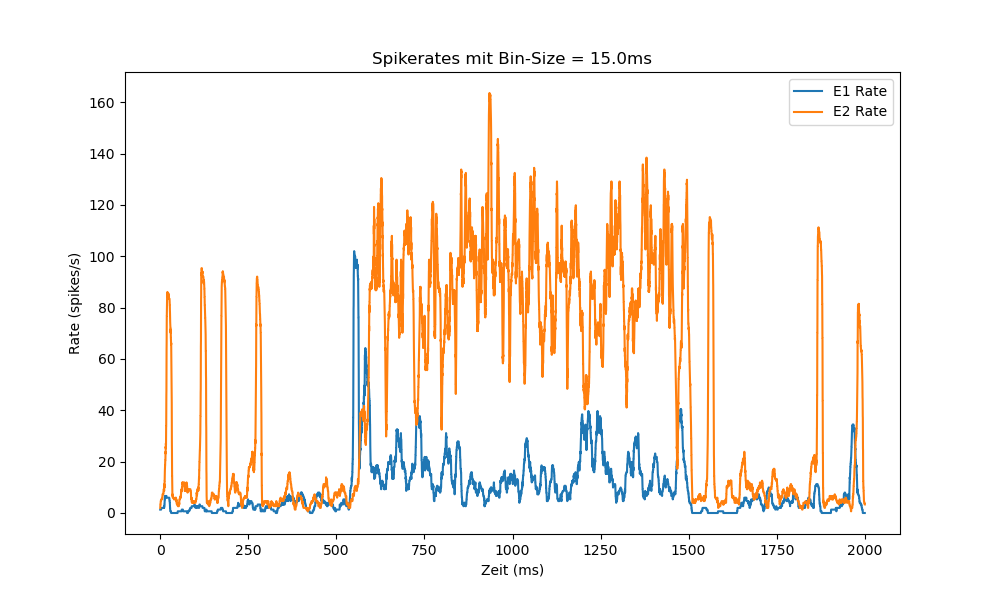 Spikerates mit Bin-Size = 15.0ms
E1 Rate
E2 Rate
160
140
120
100
80
60
40
20
0
Rate (spikes/s)
0 250 500 750 1000 1250 1500 1750 2000
Zeit (ms)